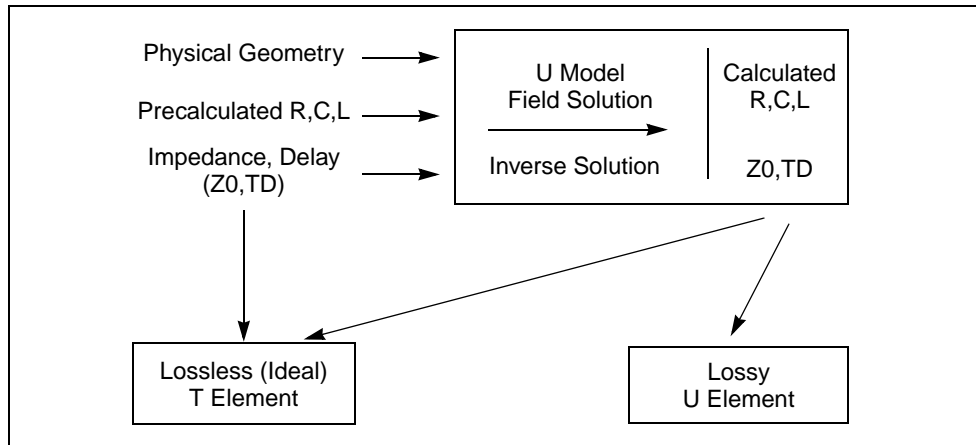 Physical Geometry
Precalculated R,C,L
Impedance, Delay
(Z0,TD)
U Model
Field Solution
Inverse Solution
Calculated
R,C,L
Z0,TD
Lossless (Ideal)
T Element
Lossy
U Element